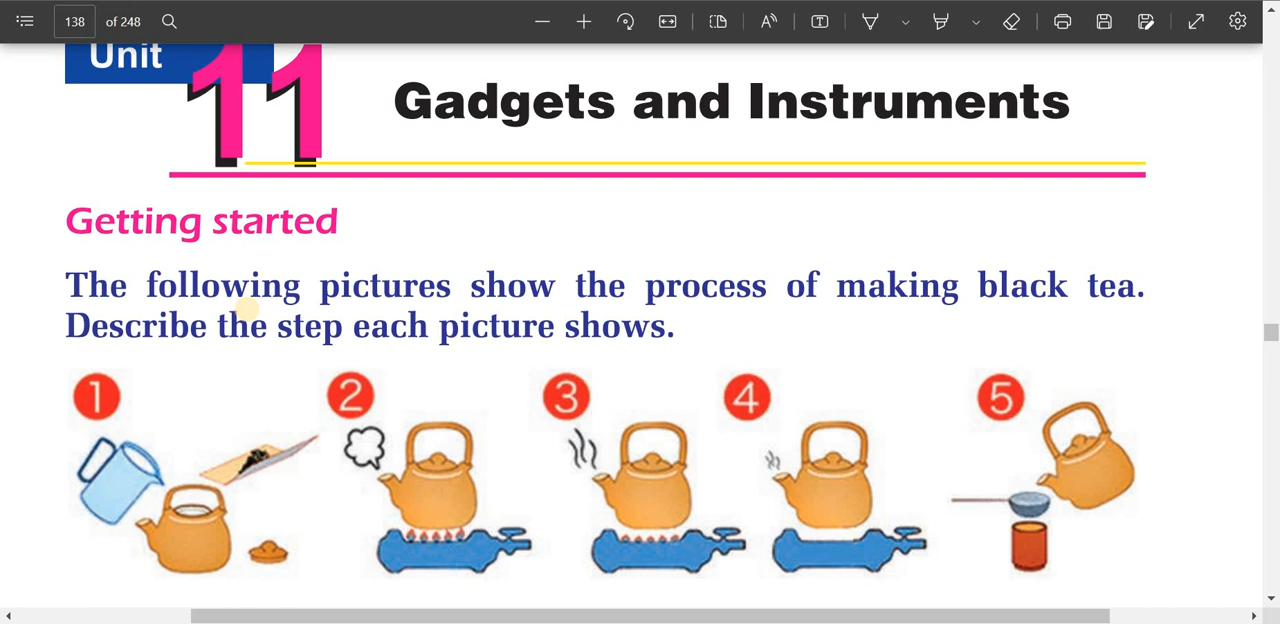 138 of 248
Unit 11
Gadgets and Instruments
Getting started
The following pictures show the process of making black tea.
Describe the step each picture shows.
1 2 3 4 5